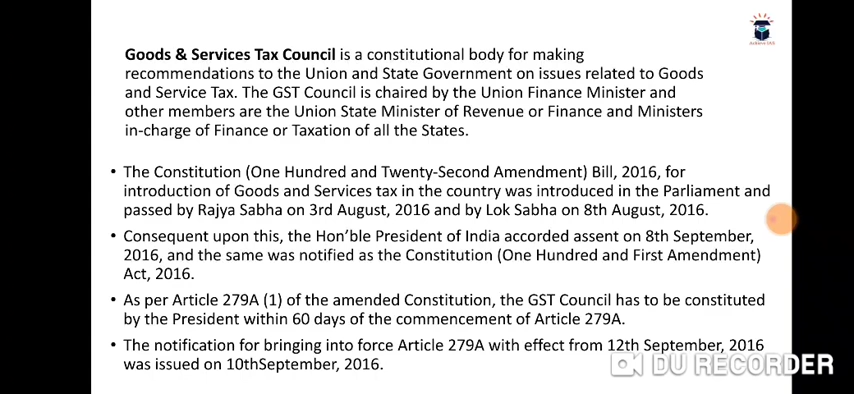 Goods & Services Tax Council is a constitutional body for making
recommendations to the Union and State Government on issues related to Goods
and Service Tax. The GST Council is chaired by the Union Finance Minister and
other members are the Union State Minister of Revenue or Finance and Ministers
in-charge of Finance or Taxation of all the States.
• The Constitution (One Hundred and Twenty-Second Amendment) Bill, 2016, for
introduction of Goods and Services tax in the country was introduced in the Parliament and
passed by Rajya Sabha on 3rd August, 2016 and by Lok Sabha on 8th August, 2016.
• Consequent upon this, the Hon'ble President of India accorded assent on 8th September,
2016, and the same was notified as the Constitution (One Hundred and First Amendment)
Act, 2016.
• As per Article 279A (1) of the amended Constitution, the GST Council has to be constituted
by the President within 60 days of the commencement of Article 279A.
• The notification for bringing into force Article 279A with effect from 12th September, 2016
was issued on 10thSeptember, 2016.
DU RECORDER